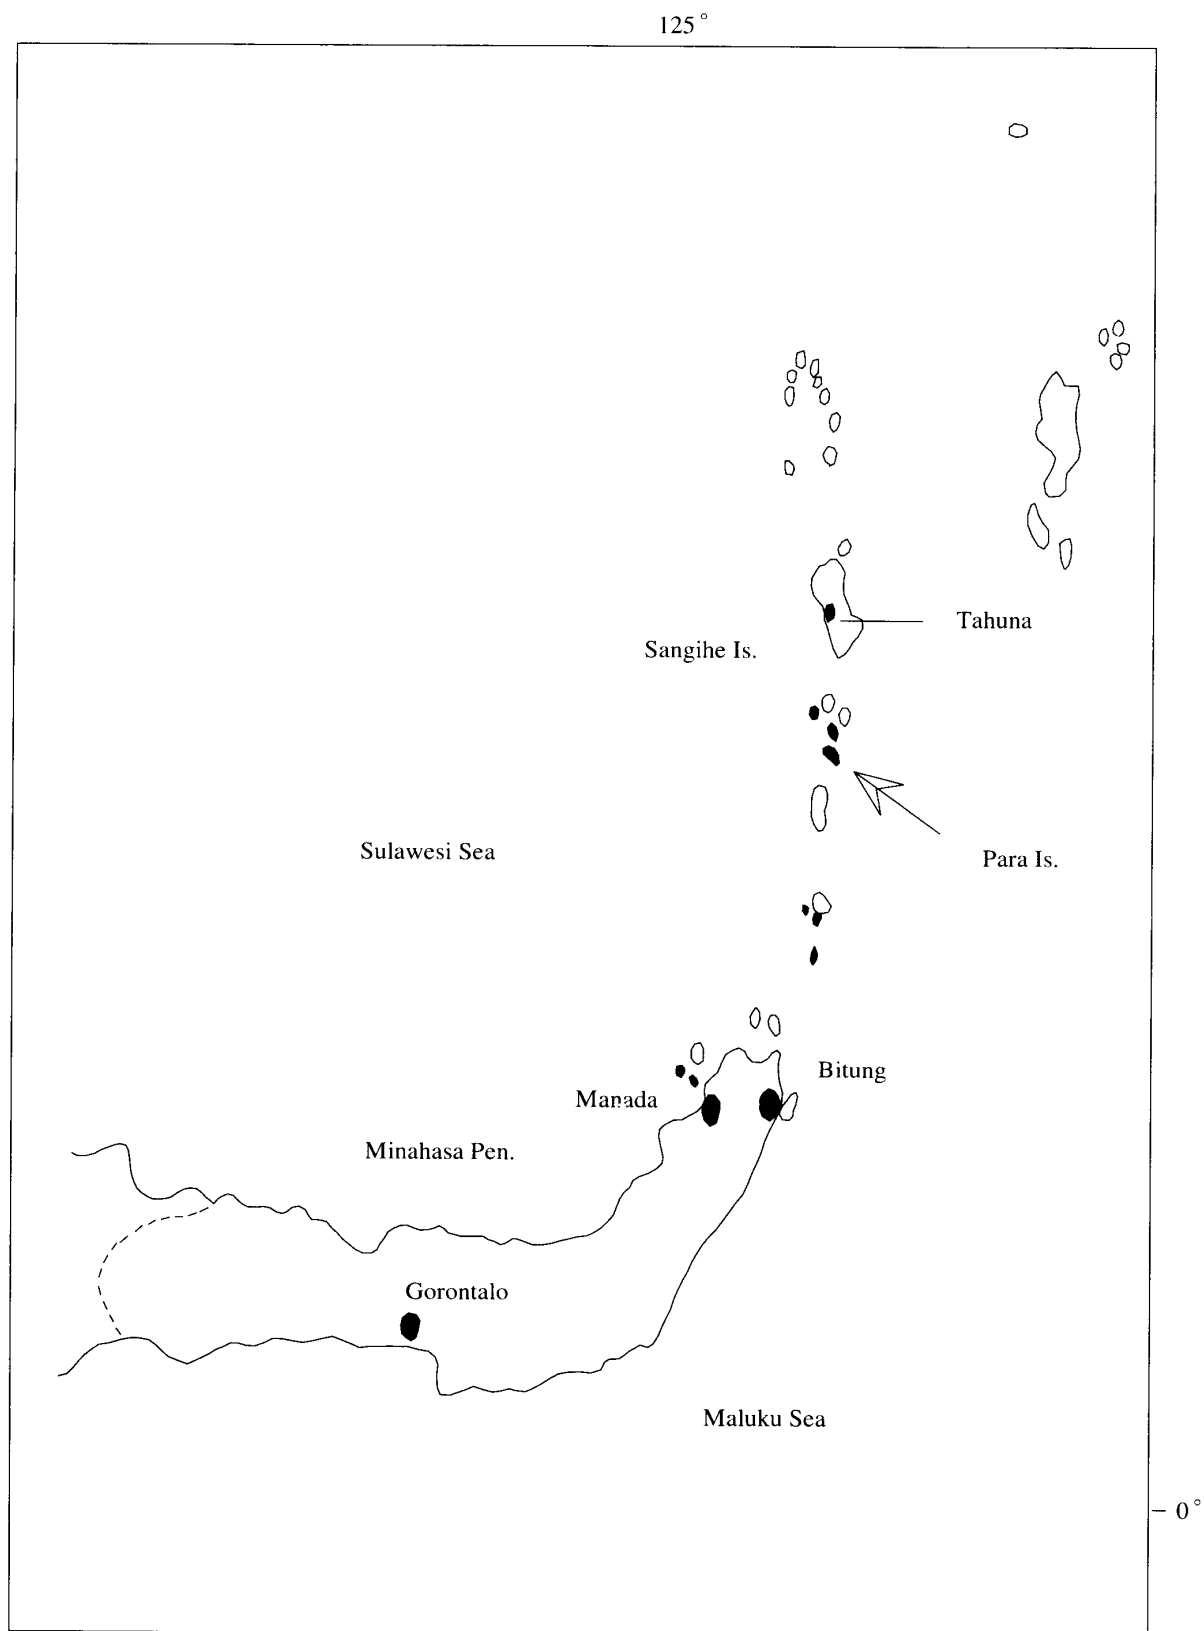 125°
Tahuna
Sangihe Is.
Sulawesi Sea
Para Is.
Bitung
Manada
Minahasa Pen.
Gorontalo
Maluku Sea
0°